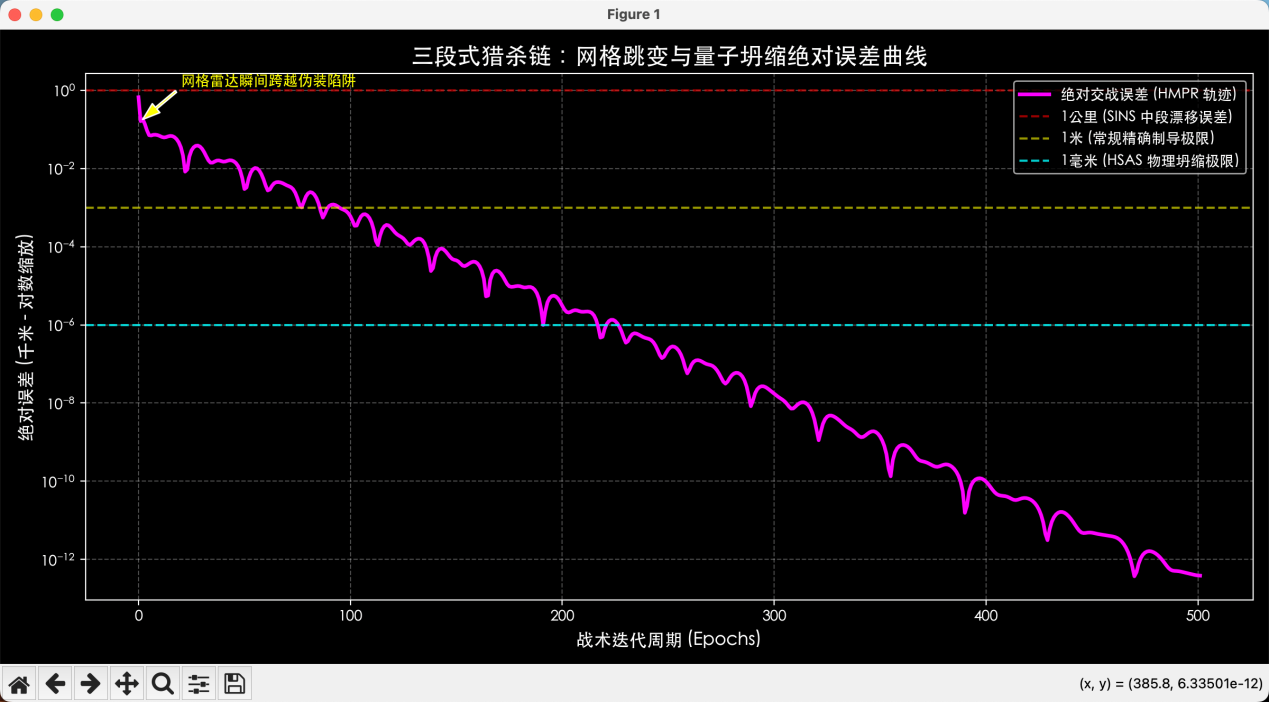 Figure 1
三段式猎杀链：网格跳变与量子坍缩绝对误差曲线
网格雷达瞬间跨越伪装陷阱
绝对交战误差 (HMPR 轨迹)
1公里 (SINS 中段漂移误差)
1米 (常规精确制导极限)
1毫米 (HSAS 物理坍缩极限)
绝对误差 (千米 - 对数缩放)
10⁰
10⁻²
10⁻⁴
10⁻⁶
10⁻⁸
10⁻¹⁰
10⁻¹²
0 100 200 300 400 500
战术迭代周期 (Epochs)
(x, y) = (385.8, 6.33501e-12)